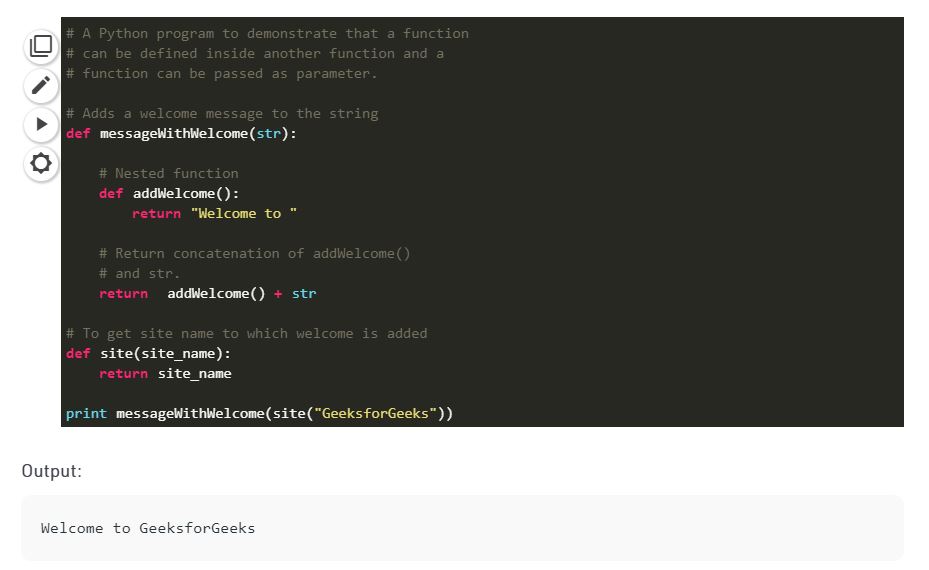 # A Python program to demonstrate that a function
# can be defined inside another function and a
# function can be passed as parameter.
# Adds a welcome message to the string
def messageWithWelcome(str):
# Nested function
def addWelcome():
return "Welcome to "
# Return concatenation of addWelcome()
# and str.
return  addWelcome() + str
# To get site name to which welcome is added
def site(site_name):
return site_name
print messageWithWelcome(site("GeeksforGeeks"))
Output:
Welcome to GeeksforGeeks